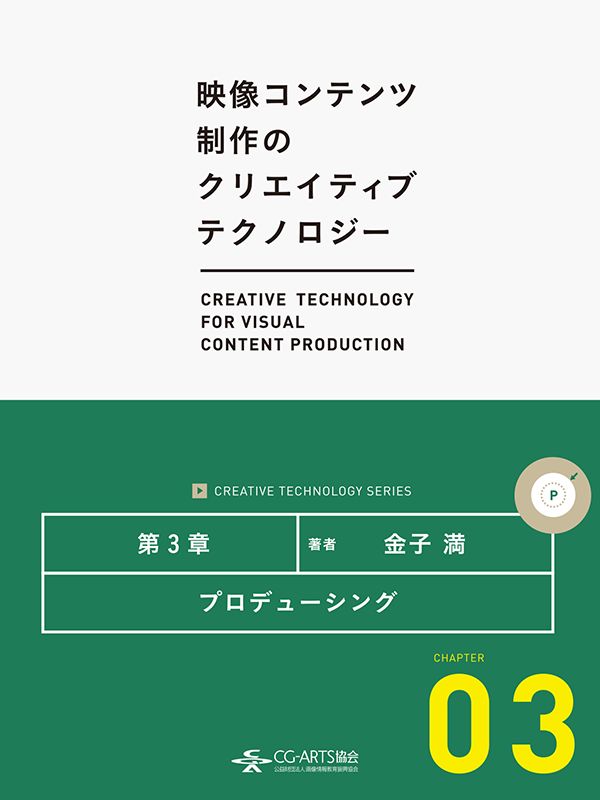 映像コンテンツ
制作の
クリエイティブ
テクノロジー
CREATIVE TECHNOLOGY
FOR VISUAL
CONTENT PRODUCTION
CREATIVE TECHNOLOGY SERIES
P
第3章
著者 金子 満
プロデューシング
CHAPTER
03
CG-ARTS協会
公益財団法人 画像情報教育振興協会